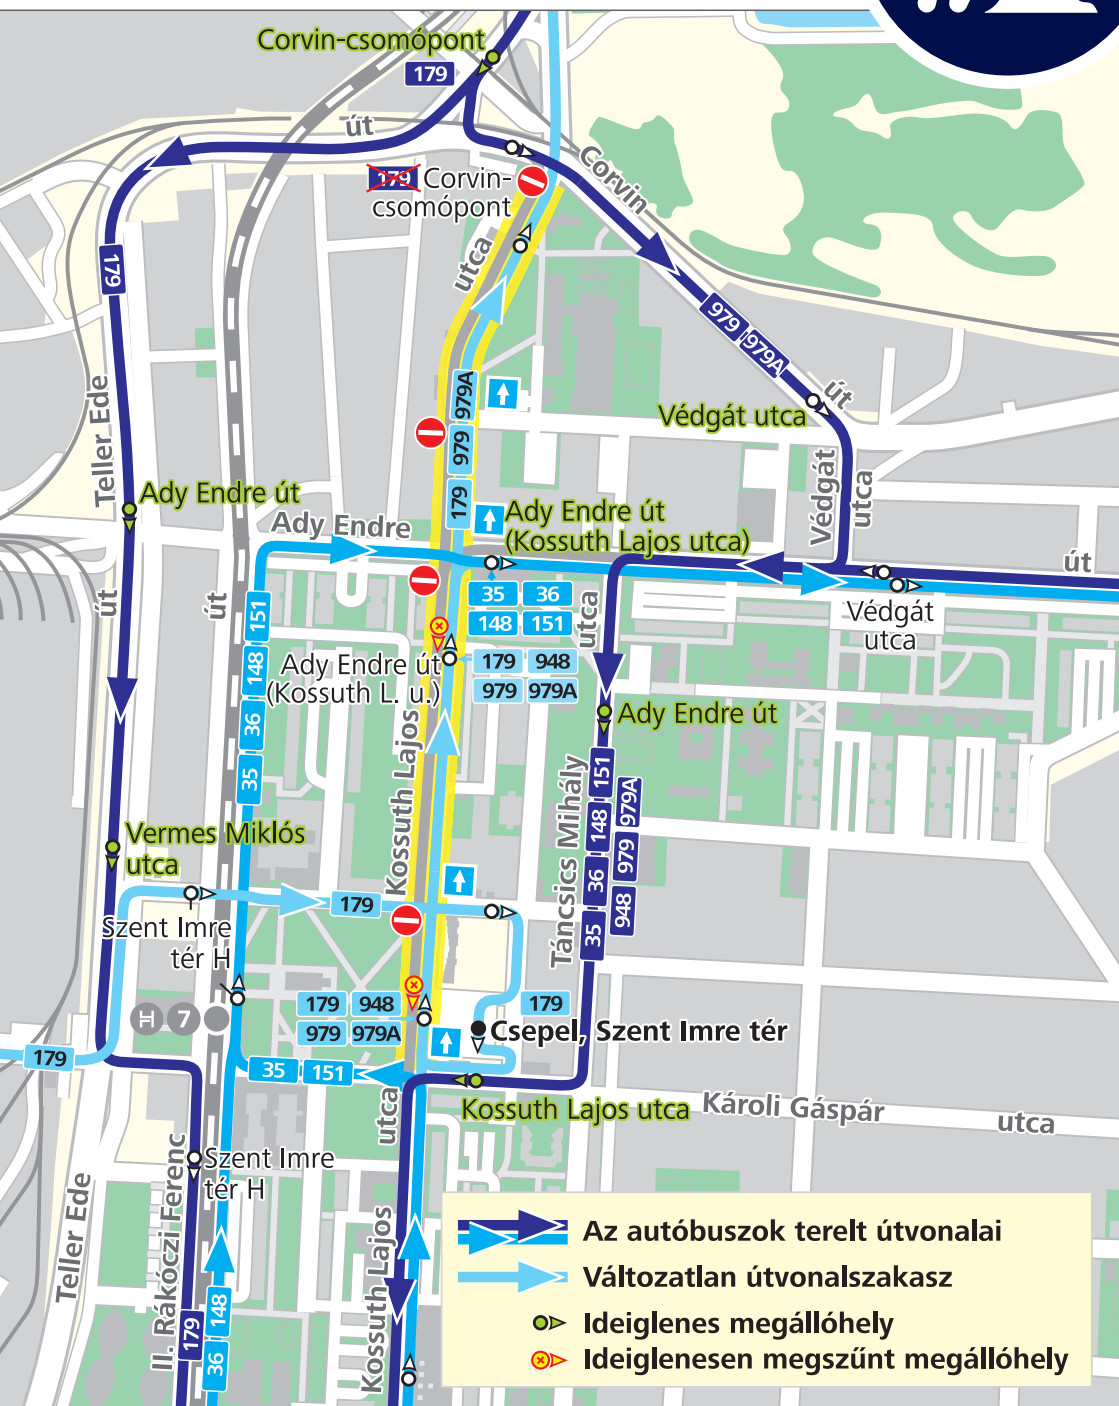 Corvin-csomópont
179
út
179
Corvin-
csomópont
Corvin
utca
179
979
979A
út
Védgát utca
979A
979
179
Teller Ede
út
Ady Endre út
Ady Endre
út
Ady Endre út
(Kossuth Lajos utca)
Védgát
utca
út
35
36
148
151
utca
Védgát
utca
151
148
36
35
Ady Endre út
(Kossuth L. u.)
179
948
979
979A
Ady Endre út
Kossuth Lajos
Táncsics Mihály
151
148
36
35
979A
979
948
Vermes Miklós
utca
179
Szent Imre
tér H
H
7
179
948
979
979A
179
Csepel, Szent Imre tér
179
35
151
utca
Kossuth Lajos utca
Károli Gáspár
utca
Szent Imre
tér H
Teller Ede
II. Rákóczi Ferenc
Kossuth Lajos
179
148
36
Az autóbuszok terelt útvonalai
Változatlan útvonalszakasz
Ideiglenes megállóhely
Ideiglenesen megszűnt megállóhely